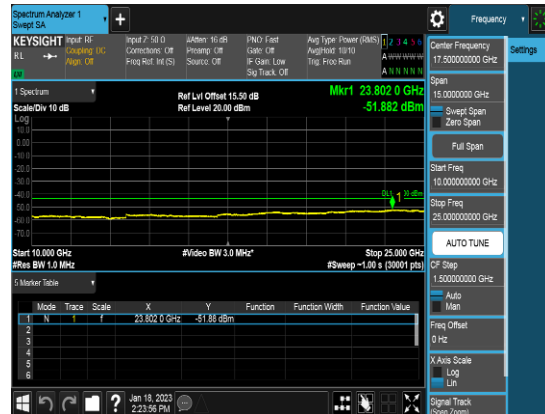 Spectrum Analyzer 1
Swept SA
Frequency
KEYSIGHT
RL
Input: RF
Coupling: DC
Align: Off
Input Z: 50 Ω
Corrections: Off
Freq Ref: Int (S)
#Atten: 16 dB
Preamp: Off
Source: Off
PNO: Fast
Gate: Off
IF Gain: Low
Sig Track: Off
Avg Type: Power (RMS)
Avg|Hold: 10/10
Trig: Free Run
1 2 3 4 5 6
A W W W W W
A N N N N N
1 Spectrum
Scale/Div 10 dB
Log
Ref Lvl Offset 15.50 dB
Ref Level 20.00 dBm
Mkr1 23.802 0 GHz
-51.882 dBm
10.0
0.00
-10.0
-20.0
-30.0
-40.0
-50.0
-60.0
-70.0
DL1
1
Start 10.000 GHz
#Res BW 1.0 MHz
#Video BW 3.0 MHz*
Stop 25.000 GHz
#Sweep ~1.00 s (30001 pts)
5 Marker Table
Mode Trace Scale X Y Function Function Width Function Value
1 N 1 f 23.802 0 GHz -51.88 dBm
2
3
4
5
6
Center Frequency
17.500000000 GHz
Settings
Span
15.0000000 GHz
Swept Span
Zero Span
Full Span
Start Freq
10.000000000 GHz
Stop Freq
25.000000000 GHz
AUTO TUNE
CF Step
1.500000000 GHz
Auto
Man
Freq Offset
0 Hz
X Axis Scale
Log
Lin
Signal Track
(Span Zoom)
?
Jan 18, 2023
2:23:56 PM